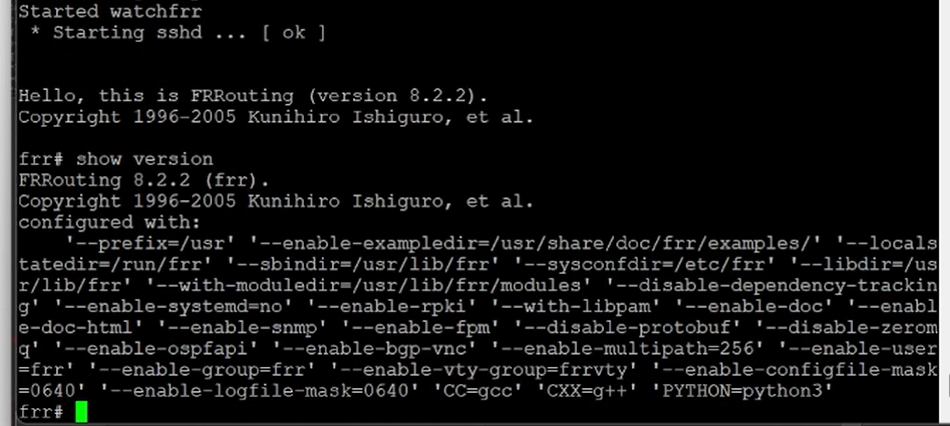 Started watchfrr
 * Starting sshd ... [ ok ]
Hello, this is FRRouting (version 8.2.2).
Copyright 1996-2005 Kunihiro Ishiguro, et al.
frr# show version
FRRouting 8.2.2 (frr).
Copyright 1996-2005 Kunihiro Ishiguro, et al.
configured with:
    '--prefix=/usr' '--enable-exampledir=/usr/share/doc/frr/examples/' '--locals
tatedir=/run/frr' '--sbindir=/usr/lib/frr' '--sysconfdir=/etc/frr' '--libdir=/us
r/lib/frr' '--with-moduledir=/usr/lib/frr/modules' '--disable-dependency-trackin
g' '--enable-systemd=no' '--enable-rpki' '--with-libpam' '--enable-doc' '--enabl
e-doc-html' '--enable-snmp' '--enable-fpm' '--disable-protobuf' '--disable-zerom
q' '--enable-ospfapi' '--enable-bgp-vnc' '--enable-multipath=256' '--enable-user
=frr' '--enable-group=frr' '--enable-vty-group=frrvty' '--enable-configfile-mask
=0640' '--enable-logfile-mask=0640' 'CC=gcc' 'CXX=g++' 'PYTHON=python3'
frr#